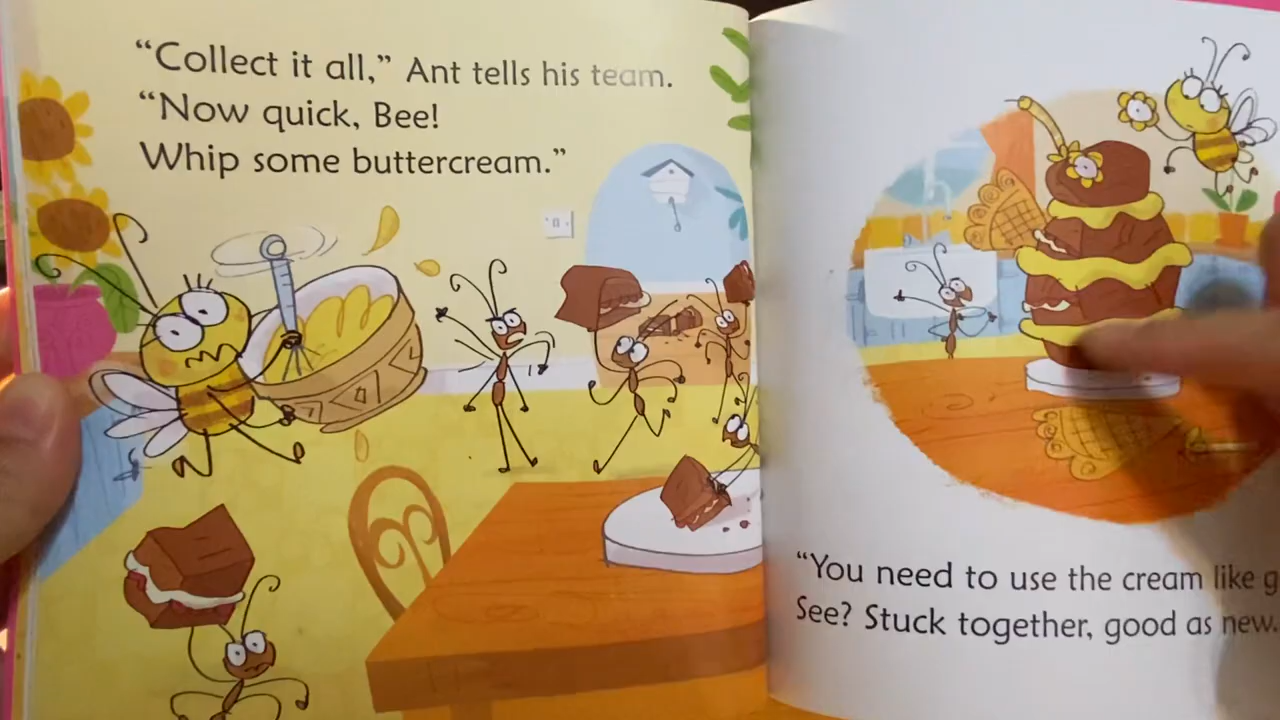 “Collect it all,” Ant tells his team.
“Now quick, Bee!
Whip some buttercream.”
“You need to use the cream like
See? Stuck together, good as new.